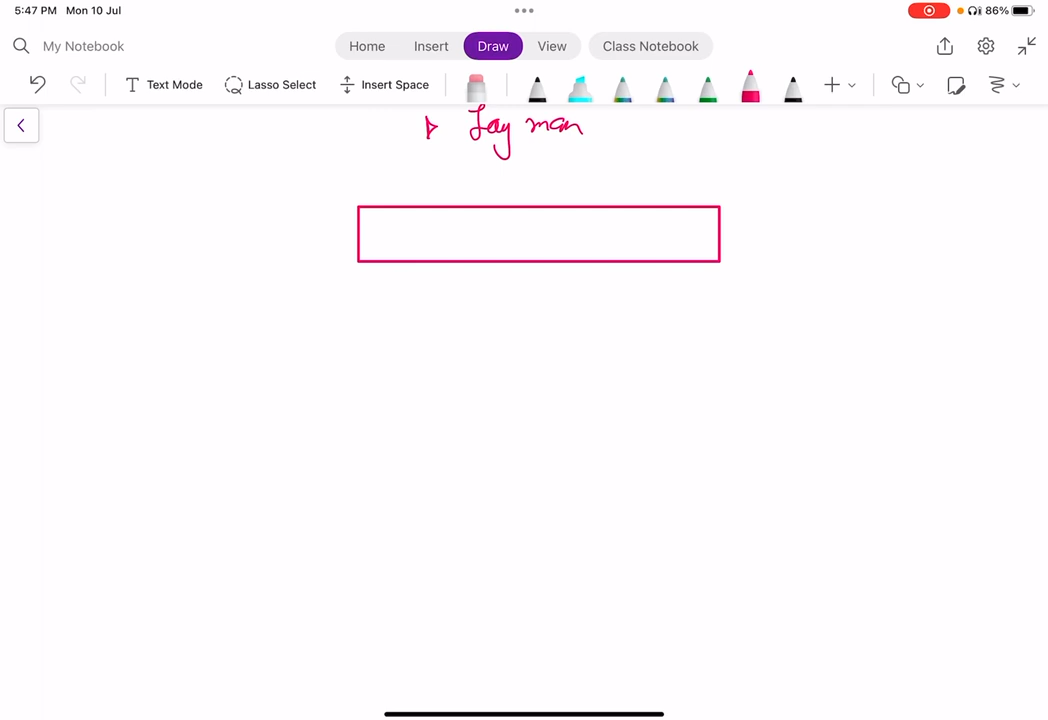 5:47 PM Mon 10 Jul 86%
My Notebook Home Insert Draw View Class Notebook
Text Mode Lasso Select Insert Space
Lay man